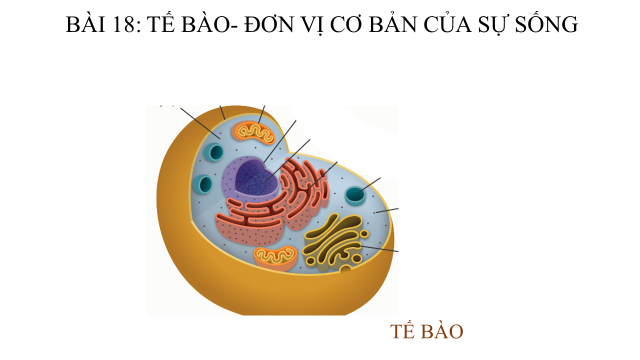 BÀI 18: TẾ BÀO- ĐƠN VỊ CƠ BẢN CỦA SỰ SỐNG
TẾ BÀO